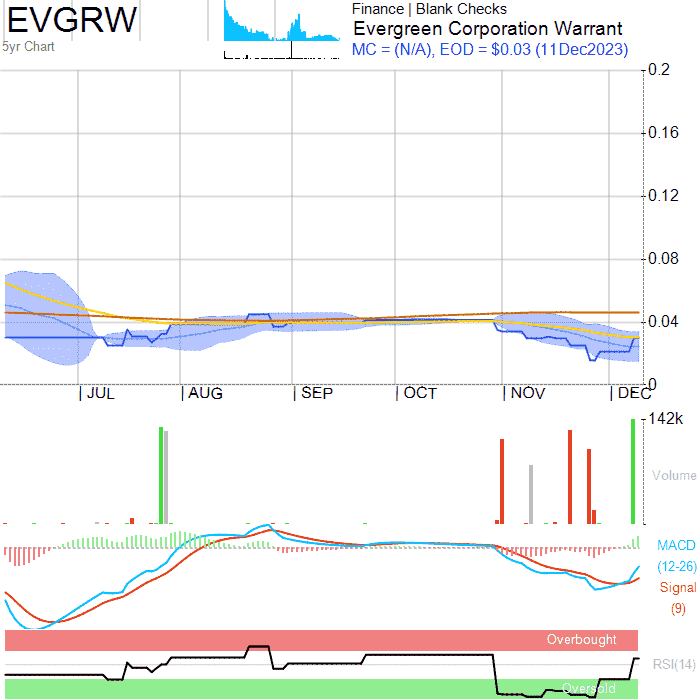 EVGRW
5yr Chart
Finance | Blank Checks
Evergreen Corporation Warrant
MC = (N/A), EOD = $0.03 (11Dec2023)
0.2
0.16
0.12
0.08
0.04
0
| JUL | AUG | SEP | OCT | NOV | DEC
142k
Volume
MACD
(12-26)
Signal
(9)
Overbought
RSI(14)
Oversold